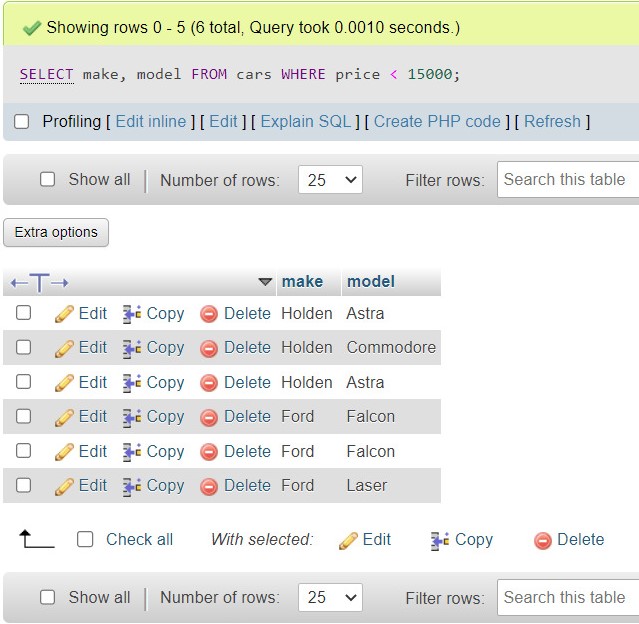 Showing rows 0 - 5 (6 total, Query took 0.0010 seconds.)
SELECT make, model FROM cars WHERE price < 15000;
Profiling [ Edit inline ] [ Edit ] [ Explain SQL ] [ Create PHP code ] [ Refresh ]
Show all | Number of rows: 25 Filter rows: Search this table
Extra options
make model
Edit Copy Delete Holden Astra
Edit Copy Delete Holden Commodore
Edit Copy Delete Holden Astra
Edit Copy Delete Ford Falcon
Edit Copy Delete Ford Falcon
Edit Copy Delete Ford Laser
Check all With selected: Edit Copy Delete
Show all | Number of rows: 25 Filter rows: Search this table